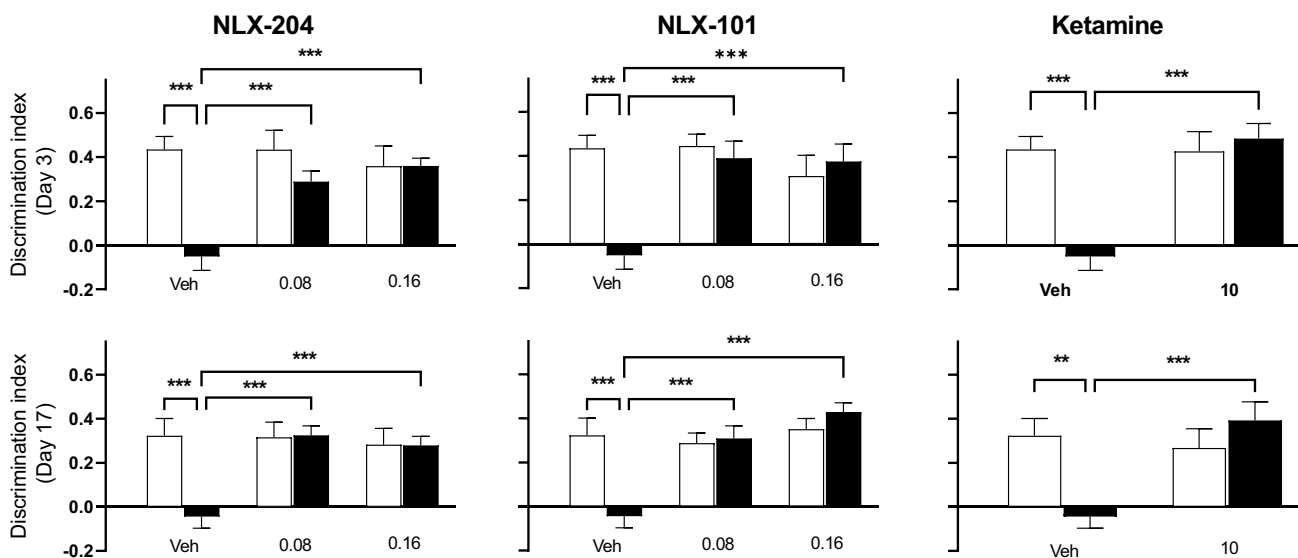 NLX-204 NLX-101 Ketamine
*** *** ***
*** *** *** *** *** ***
Discrimination index
(Day 3)
0.6
0.4
0.2
0.0
-0.2
Veh 0.08 0.16 Veh 0.08 0.16 Veh 10
*** *** ** ***
*** *** *** ***
Discrimination index
(Day 17)
0.6
0.4
0.2
0.0
-0.2
Veh 0.08 0.16 Veh 0.08 0.16 Veh 10